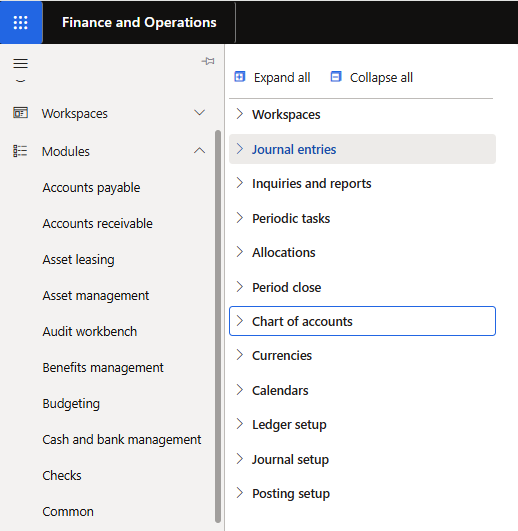 Finance and Operations
Workspaces
Modules
Accounts payable
Accounts receivable
Asset leasing
Asset management
Audit workbench
Benefits management
Budgeting
Cash and bank management
Checks
Common
Expand all
Collapse all
Workspaces
Journal entries
Inquiries and reports
Periodic tasks
Allocations
Period close
Chart of accounts
Currencies
Calendars
Ledger setup
Journal setup
Posting setup